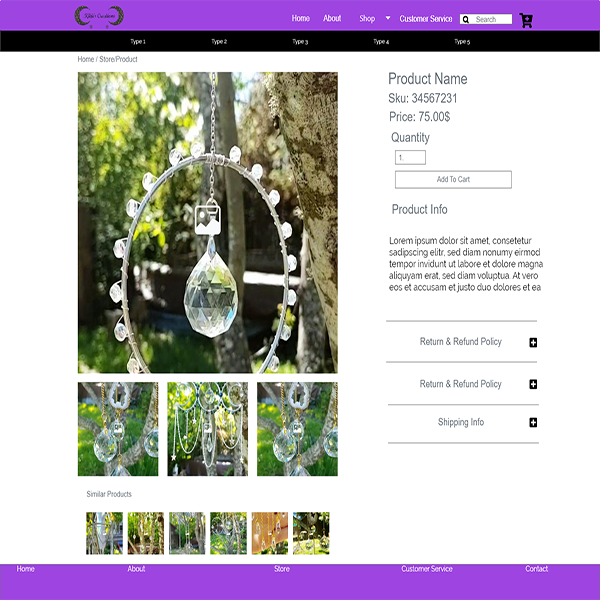 Home About Shop Customer Service Search
Type 1 Type 2 Type 3 Type 4 Type 5
Home / Store/Product
Product Name
Sku: 34567231
Price: 75.00$
Quantity
1
Add To Cart
Product Info
Lorem ipsum dolor sit amet, consetetur
sadipscing elitr, sed diam nonumy eirmod
tempor invidunt ut labore et dolore magna
aliquyam erat, sed diam voluptua. At vero
eos et accusam et justo duo dolores et ea
Return & Refund Policy
Return & Refund Policy
Shipping Info
Similar Products
Home About Store Customer Service Contact